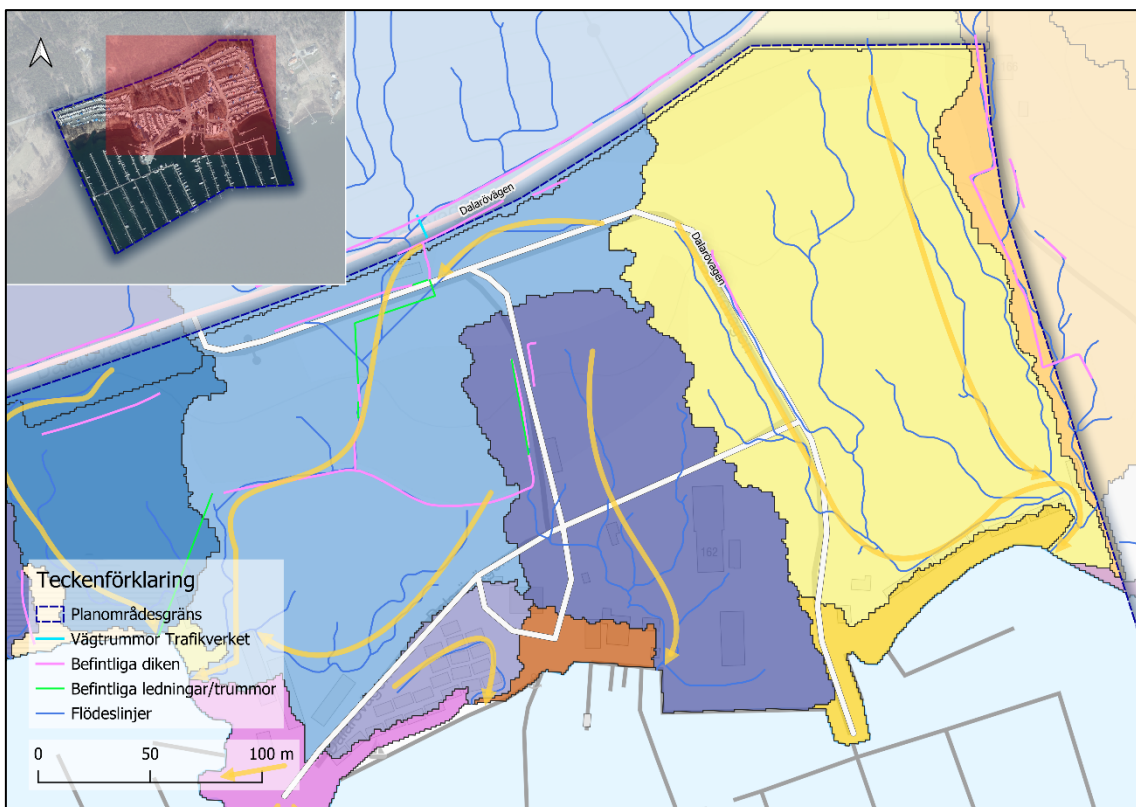 Dalarövägen
Dalarövägen
162
Teckenförklaring
Planområdesgräns
Vägtrummor Trafikverket
Befintliga diken
Befintliga ledningar/trummor
Flödeslinjer
0 50 100 m